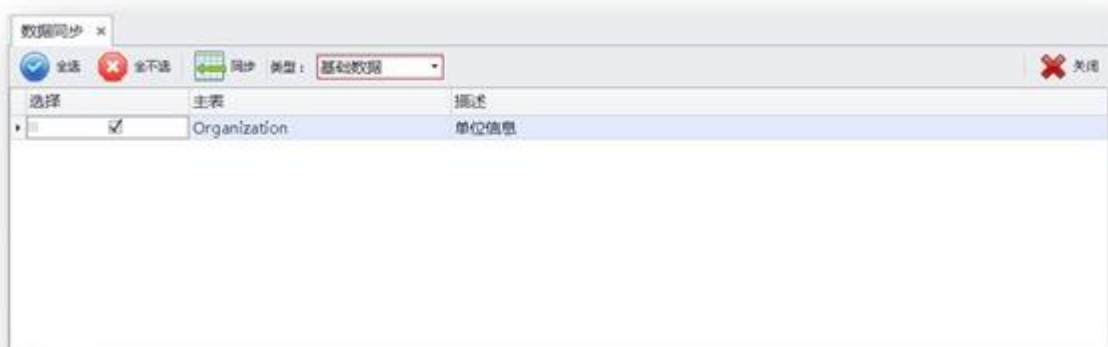 数据同步
全选 全不选 同步 类型： 基础数据 关闭
选择 主表 描述
Organization 单位信息